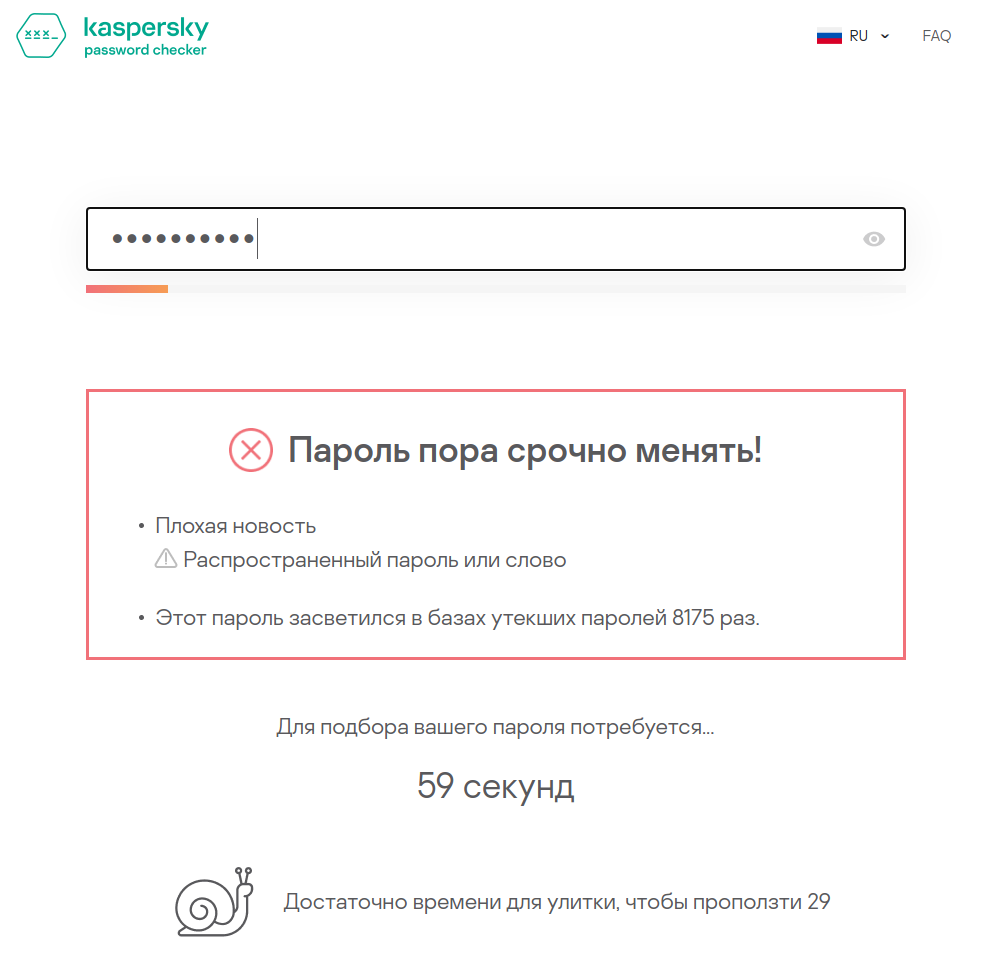 xxx_
kaspersky
password checker
RU
FAQ
Пароль пора срочно менять!
• Плохая новость
Распространенный пароль или слово
• Этот пароль засветился в базах утекших паролей 8175 раз.
Для подбора вашего пароля потребуется...
59 секунд
Достаточно времени для улитки, чтобы проползти 29